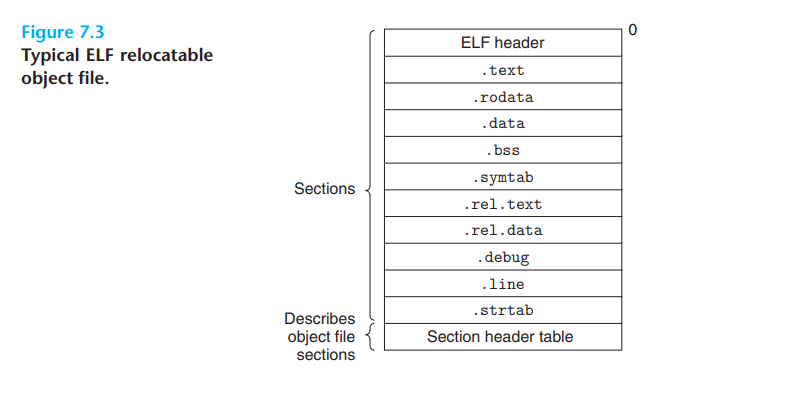 Figure 7.3
Typical ELF relocatable
object file.
0
ELF header
.text
.rodata
.data
.bss
.symtab
.rel.text
.rel.data
.debug
.line
.strtab
Section header table
Sections
Describes
object file
sections